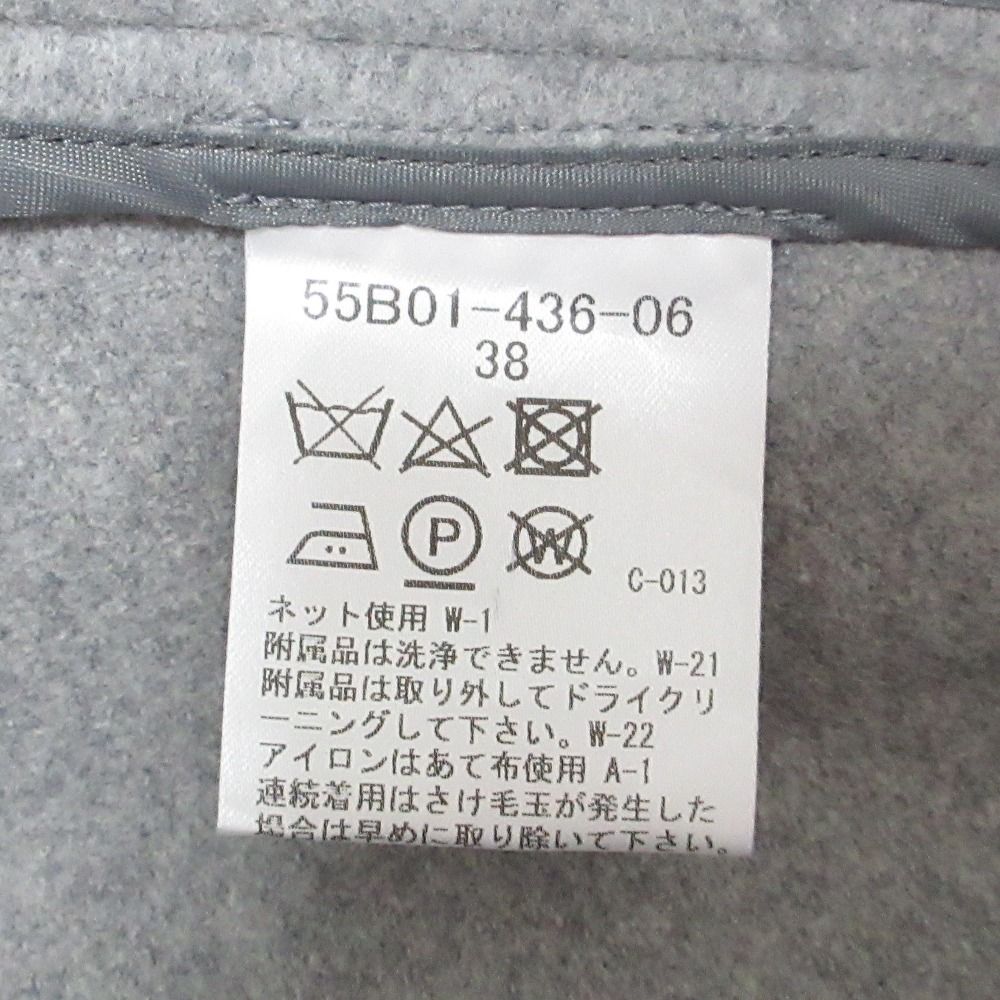 55B01-436-06
38
P
W
C-013
ネット使用 W-1
附属品は洗浄できません。W-21
附属品は取り外してドライクリ
ーニングして下さい。W-22
アイロンはあて布使用 A-1
連続着用はさけ毛玉が発生した
場合は早めに取り除いて下さい。